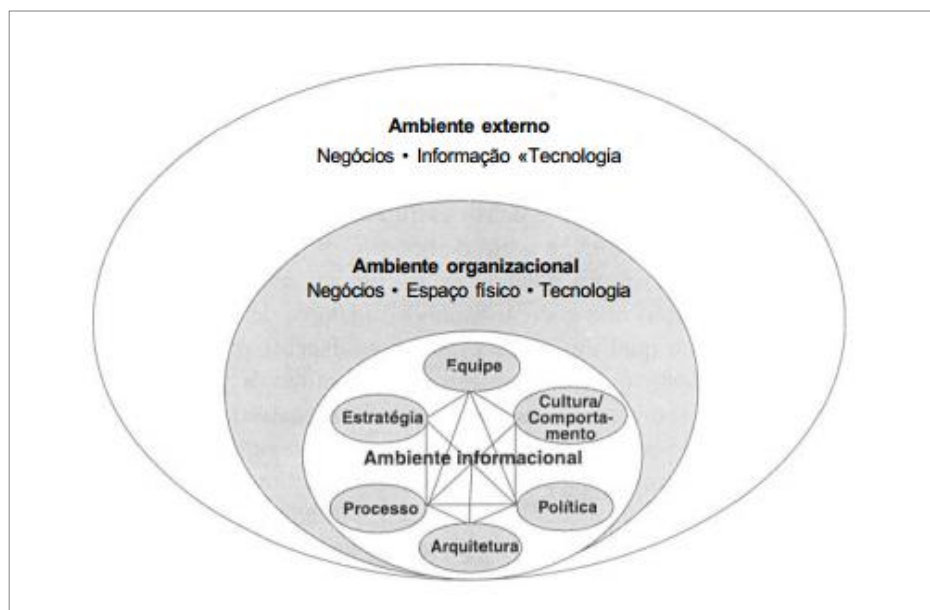 Ambiente externo
Negócios • Informação «Tecnologia
Ambiente organizacional
Negócios • Espaço físico • Tecnologia
Equipe
Estratégia
Cultura/
Comporta-
mento
Ambiente informacional
Processo
Política
Arquitetura